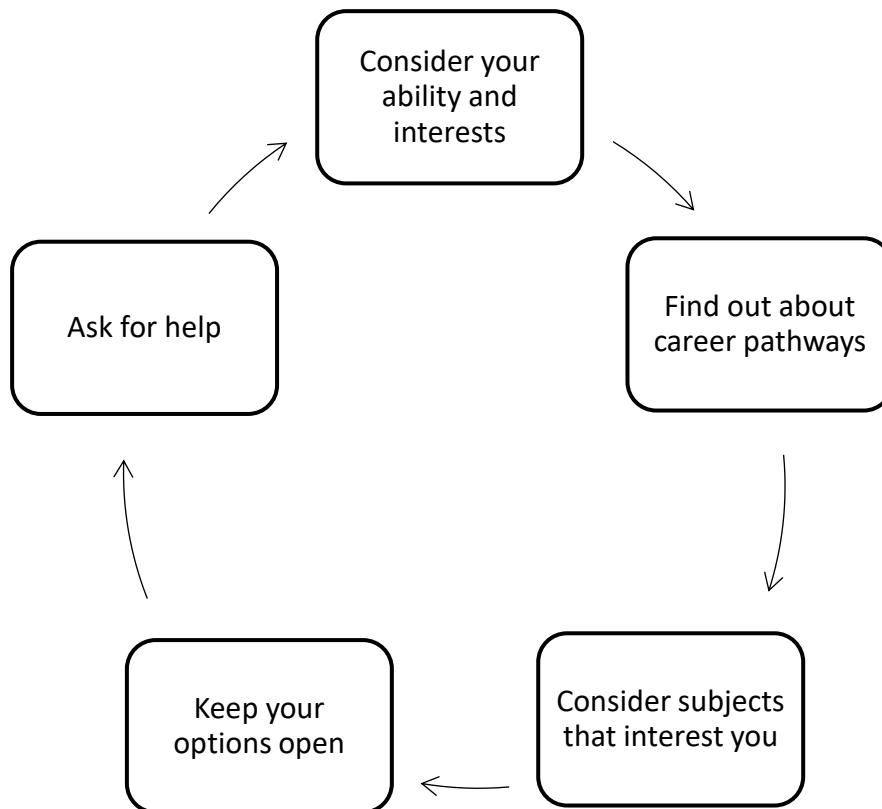 Consider your
ability and
interests
Find out about
career pathways
Consider subjects
that interest you
Keep your
options open
Ask for help